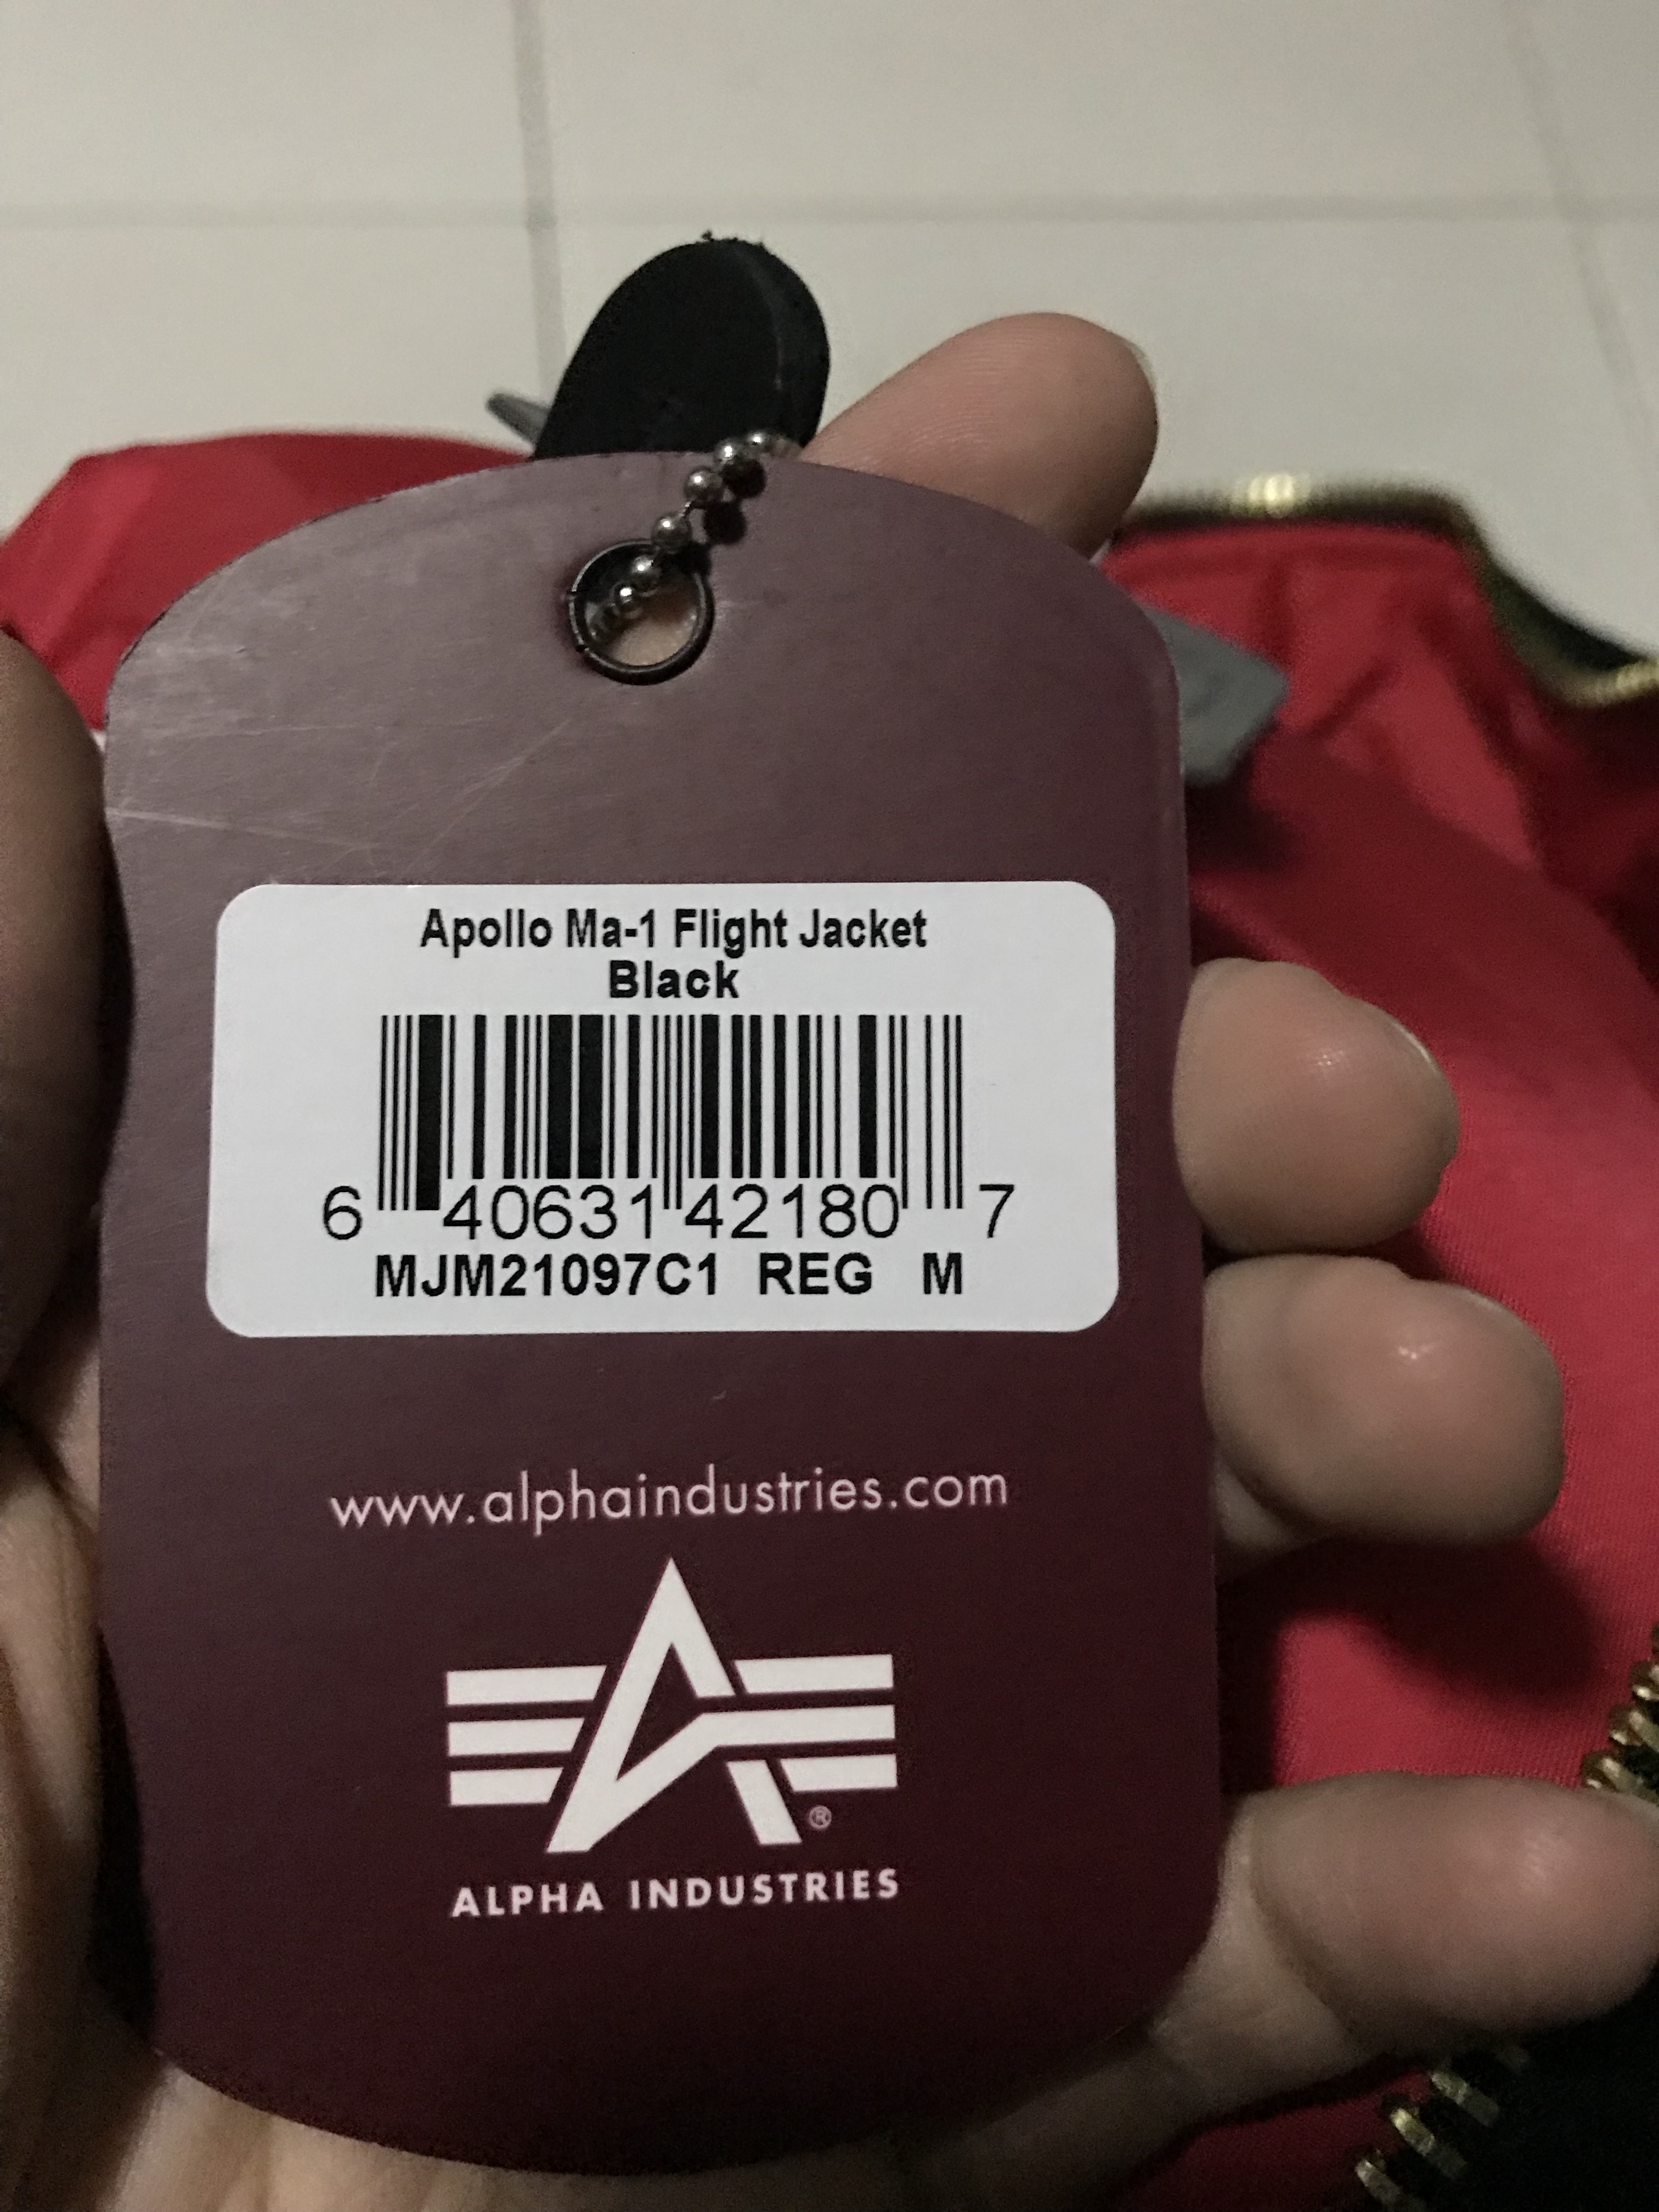 Apollo Ma-1 Flight Jacket
Black
6 40631 42180 7
MJM21097C1 REG M
www.alphaindustries.com
®
ALPHA INDUSTRIES